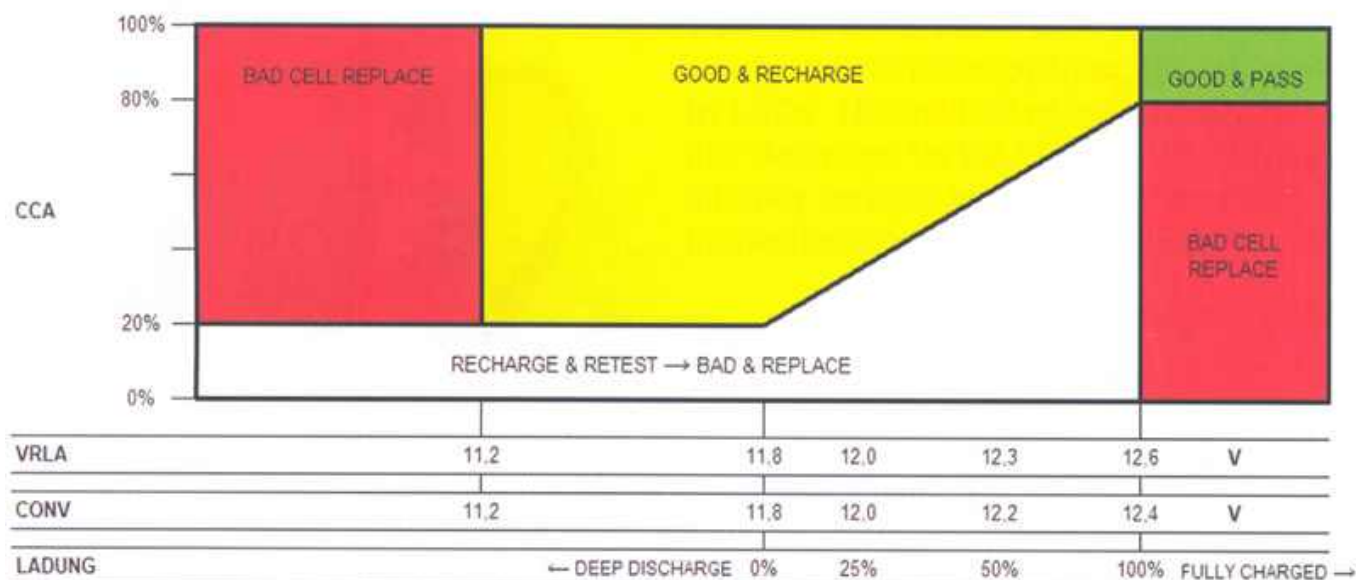 100%
BAD CELL REPLACE
GOOD & RECHARGE
GOOD & PASS
80%
CCA
BAD CELL
REPLACE
20%
RECHARGE & RETEST → BAD & REPLACE
0%
VRLA 11,2 11,8 12,0 12,3 12,6 V
CONV 11,2 11,8 12,0 12,2 12,4 V
LADUNG ← DEEP DISCHARGE 0% 25% 50% 100% FULLY CHARGED →